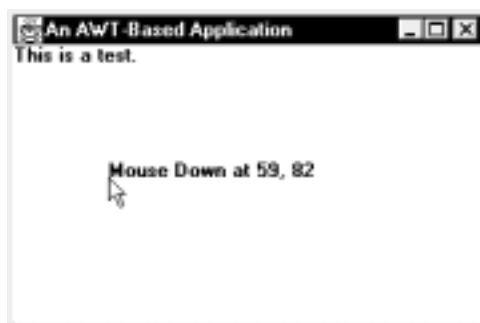 An AWT-Based Application
This is a test.
Mouse Down at 59, 82